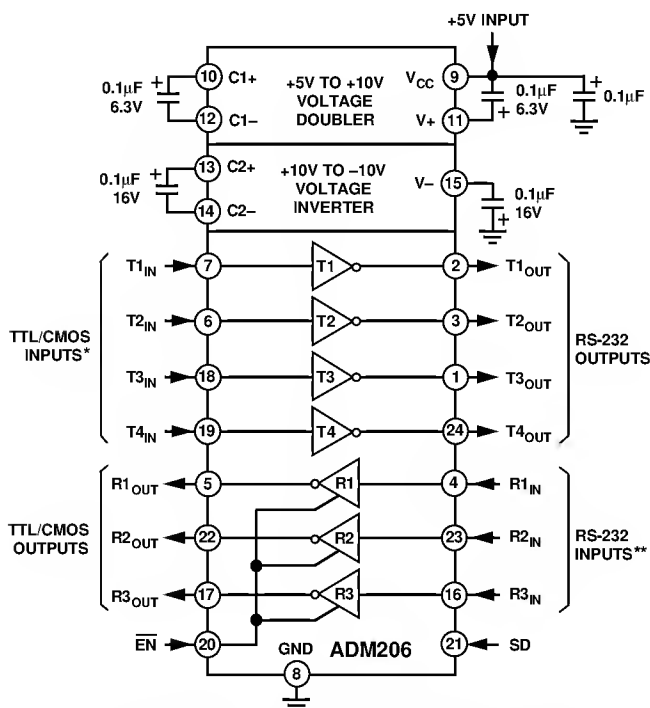 +5V INPUT
0.1µF
6.3V
10
C1+
12
C1–
+5V TO +10V
VOLTAGE
DOUBLER
VCC
9
V+
11
0.1µF
6.3V
0.1µF
0.1µF
16V
13
C2+
14
C2–
+10V TO –10V
VOLTAGE
INVERTER
V–
15
0.1µF
16V
TTL/CMOS
INPUTS*
T1IN
7
T1
2
T1OUT
T2IN
6
T2
3
T2OUT
T3IN
18
T3
1
T3OUT
T4IN
19
T4
24
T4OUT
RS-232
OUTPUTS
TTL/CMOS
OUTPUTS
R1OUT
5
R1
4
R1IN
R2OUT
22
R2
23
R2IN
R3OUT
17
R3
16
R3IN
RS-232
INPUTS**
EN
20
GND
8
ADM206
21
SD